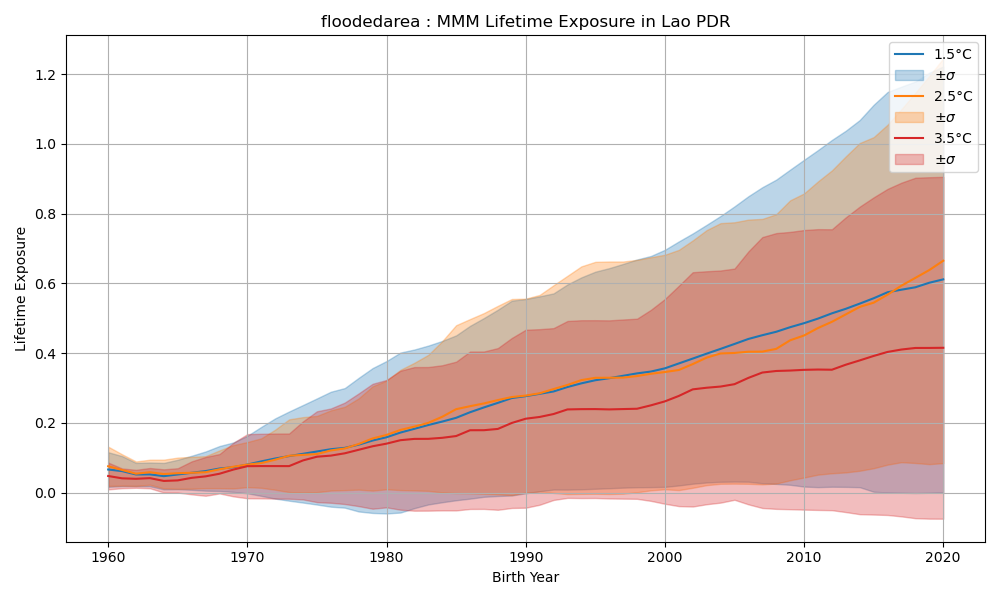 floodedarea : MMM Lifetime Exposure in Lao PDR
Lifetime Exposure
1.2
1.0
0.8
0.6
0.4
0.2
0.0
1.5°C
±σ
2.5°C
±σ
3.5°C
±σ
1960 1970 1980 1990 2000 2010 2020
Birth Year